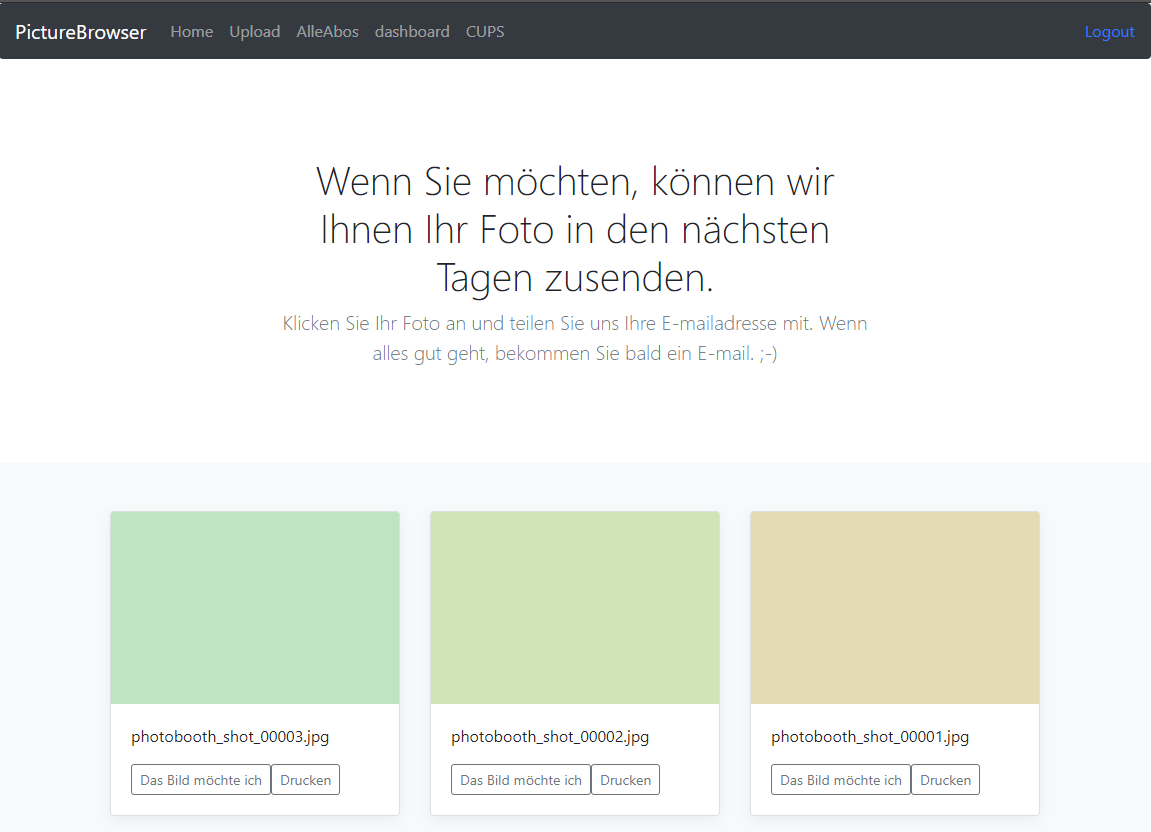 PictureBrowser Home Upload AlleAbos dashboard CUPS Logout
Wenn Sie möchten, können wir
Ihnen Ihr Foto in den nächsten
Tagen zusenden.
Klicken Sie Ihr Foto an und teilen Sie uns Ihre E-mailadresse mit. Wenn
alles gut geht, bekommen Sie bald ein E-mail. ;-)
photobooth_shot_00003.jpg photobooth_shot_00002.jpg photobooth_shot_00001.jpg
Das Bild möchte ich Drucken Das Bild möchte ich Drucken Das Bild möchte ich Drucken